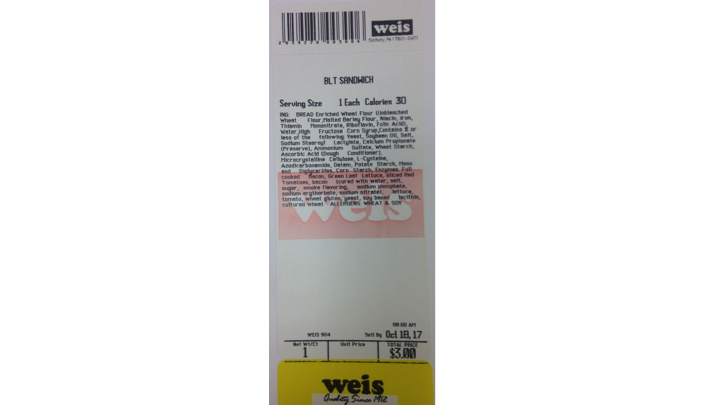 weis
Sunbury, Pa 17801-0471
BLT SANDWICH
Serving Size 1 Each Calories 30
ING: BREAD Enriched Wheat Flour (Unbleached
Wheat Flour, Malted Barley Flour, Niacin, Iron,
Thiamin Mononitrate, Riboflavin, Folic Acid),
Water, High Fructose Corn Syrup, Contains 2% or
less of the following: Yeast, Soybean Oil, Salt,
Sodium Stearoyl Lactylate, Calcium Propionate
(Preserve), Ammonium Sulfate, Wheat Starch,
Ascorbic Acid (Dough Conditioner),
Microcrystalline Cellulose, L-Cysteine,
Azodicarbonamide, Datem, Potato Starch, Mono
and Diglycerides, Corn Starch, Enzymes. Full
cooked Bacon, Green Leaf Lettuce, sliced Red
Tomatoes, bacon (cured with water, salt,
sugar, smoke flavoring, sodium phosphate,
sodium erythorbate, sodium nitrate), lettuce,
tomato, wheat gluten, yeast, soy based lecithin,
cultured wheat ALLERGENS: WHEAT & SOY
weis
08:00 AM
WEIS 904 Sell By Oct 18, 17
Net Wt/Ct Unit Price TOTAL PRICE
1 $3.00
weis
Quality Since 1912